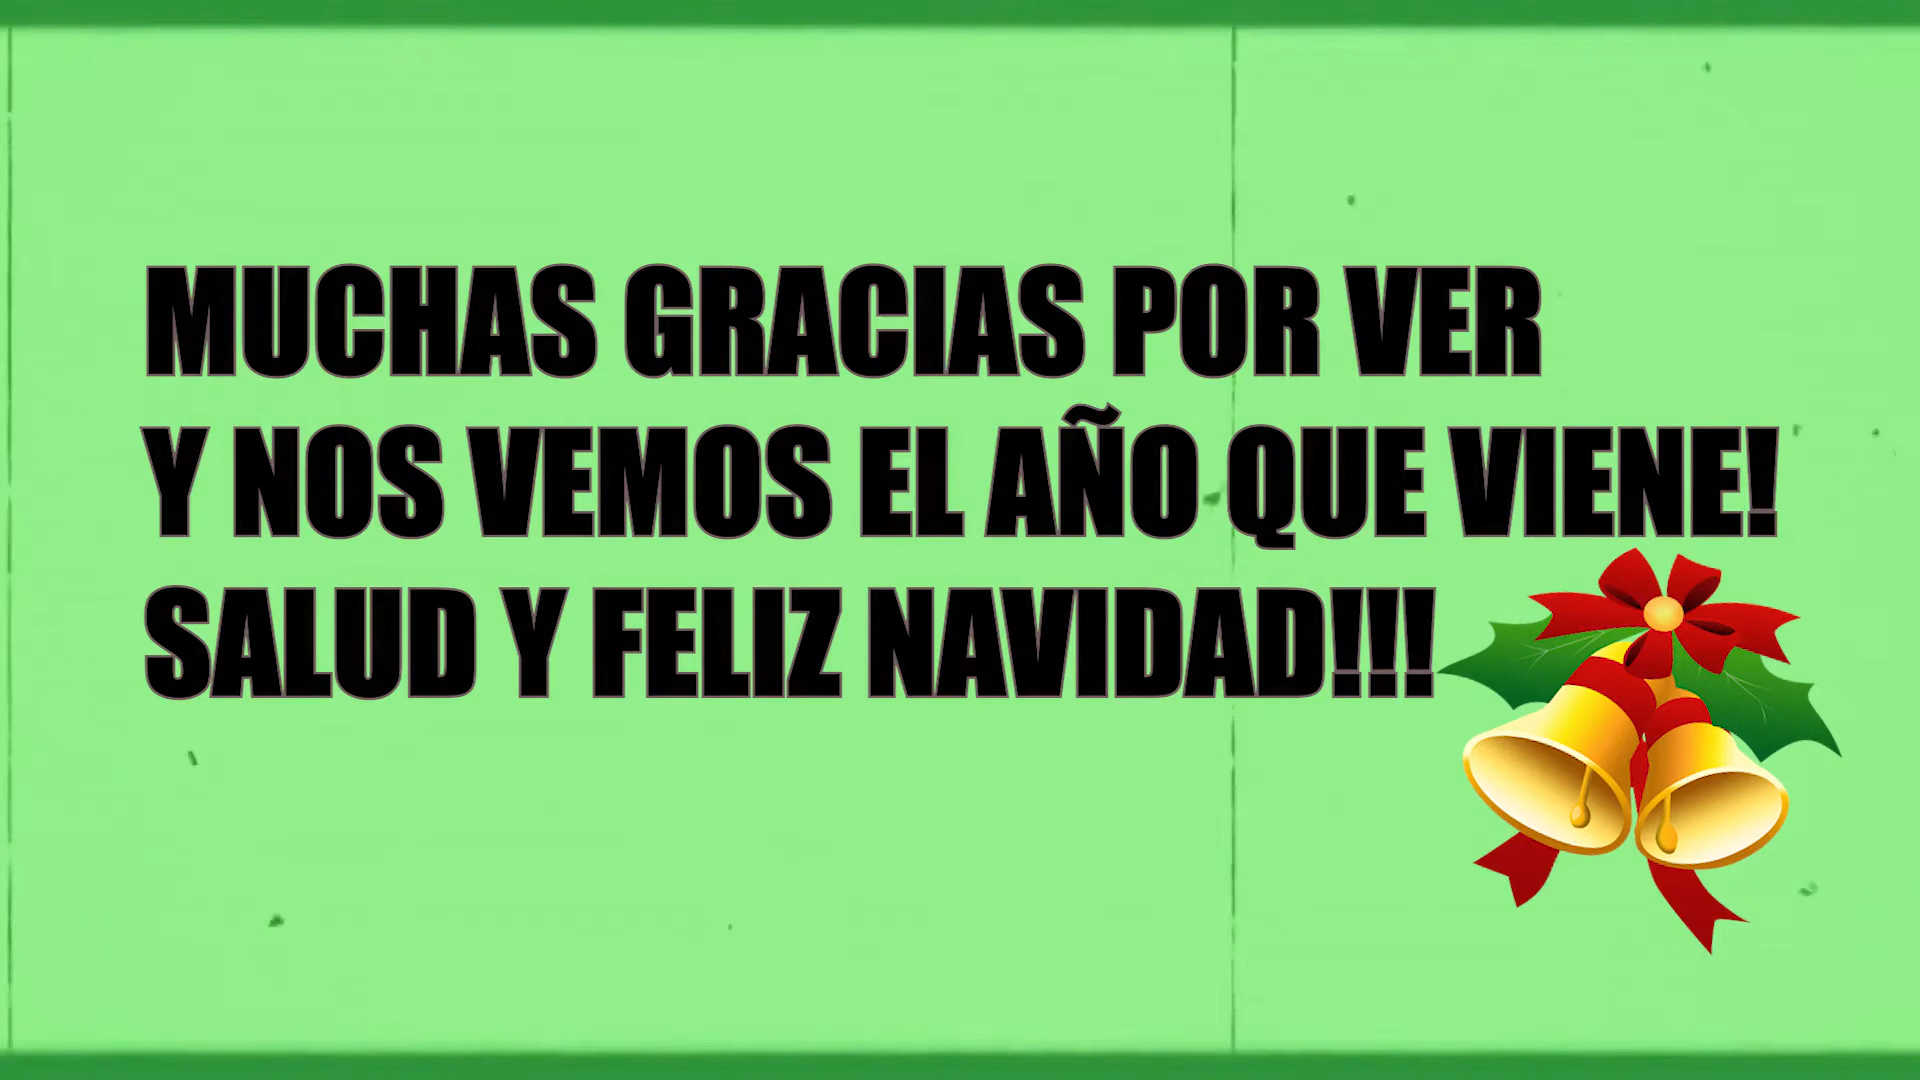 MUCHAS GRACIAS POR VER
Y NOS VEMOS EL AÑO QUE VIENE!
SALUD Y FELIZ NAVIDAD!!!